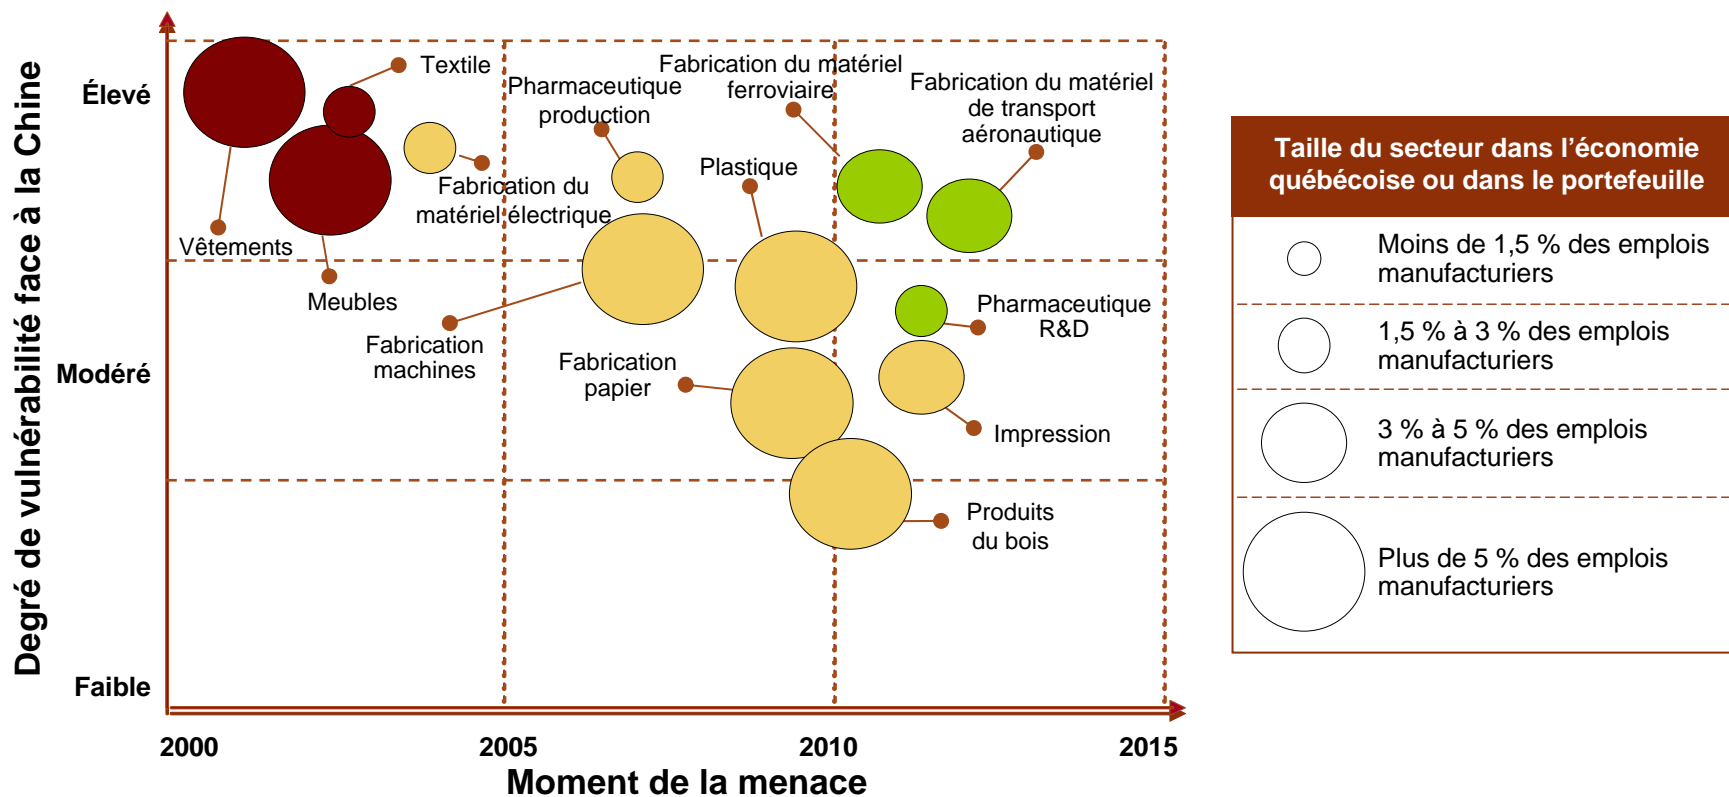 Degré de vulnérabilité face à la Chine
Élevé
Modéré
Faible
Textile
Vêtements
Meubles
Fabrication du
matériel électrique
Pharmaceutique
production
Fabrication
machines
Plastique
Fabrication
papier
Fabrication du matériel
ferroviaire
Fabrication du matériel
de transport
aéronautique
Pharmaceutique
R&D
Impression
Produits
du bois
2000
2005
2010
2015
Moment de la menace
Taille du secteur dans l’économie
québécoise ou dans le portefeuille
Moins de 1,5 % des emplois
manufacturiers
1,5 % à 3 % des emplois
manufacturiers
3 % à 5 % des emplois
manufacturiers
Plus de 5 % des emplois
manufacturiers